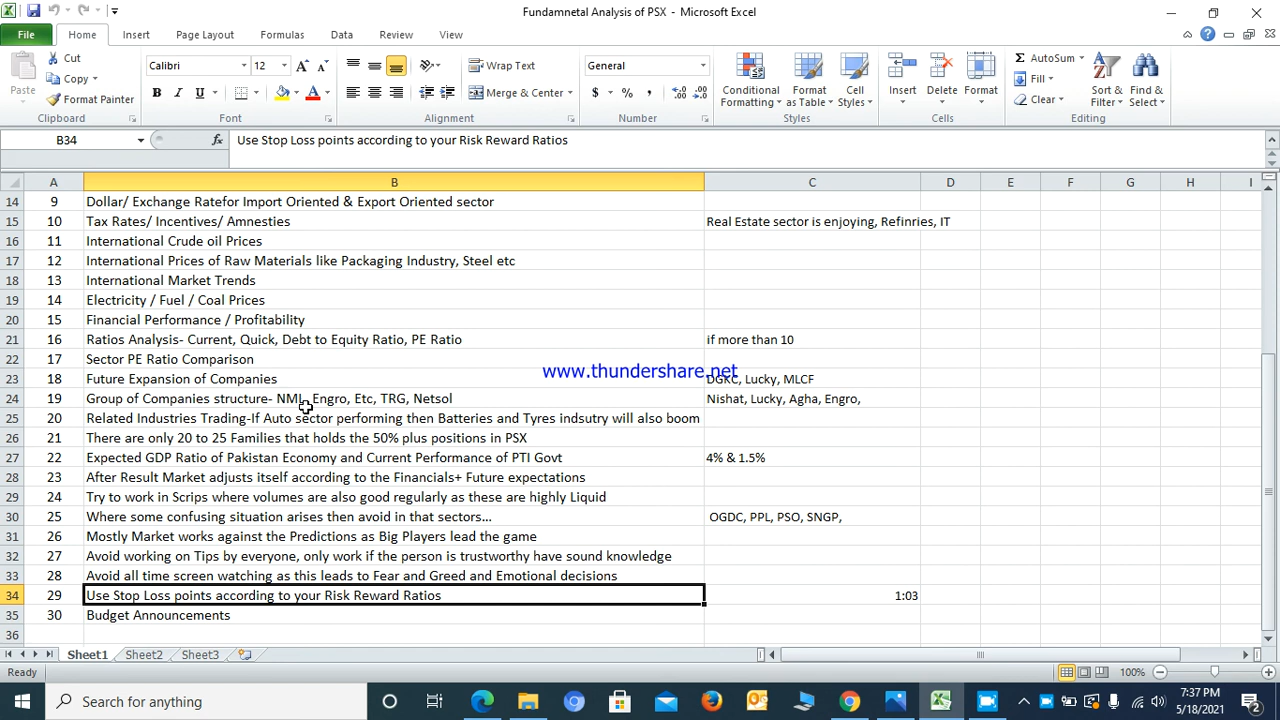 Fundamnetal Analysis of PSX - Microsoft Excel
File Home Insert Page Layout Formulas Data Review View
Cut
Copy
Format Painter
Paste
Clipboard
Calibri 12
B I U
Font
Wrap Text
Merge & Center
Alignment
General
$ % ,
Number
Conditional Formatting
Format as Table
Cell Styles
Styles
Insert Delete Format
Cells
AutoSum
Fill
Clear
Sort & Filter
Find & Select
Editing
B34 fx Use Stop Loss points according to your Risk Reward Ratios
A B C D E F G H I
14 9 Dollar/ Exchange Ratefor Import Oriented & Export Oriented sector
15 10 Tax Rates/ Incentives/ Amnesties Real Estate sector is enjoying, Refinries, IT
16 11 International Crude oil Prices
17 12 International Prices of Raw Materials like Packaging Industry, Steel etc
18 13 International Market Trends
19 14 Electricity / Fuel / Coal Prices
20 15 Financial Performance / Profitability
21 16 Ratios Analysis- Current, Quick, Debt to Equity Ratio, PE Ratio if more than 10
22 17 Sector PE Ratio Comparison
www.thundershare.net
23 18 Future Expansion of Companies DGKC, Lucky, MLCF
24 19 Group of Companies structure- NML, Engro, Etc, TRG, Netsol Nishat, Lucky, Agha, Engro,
25 20 Related Industries Trading-If Auto sector performing then Batteries and Tyres indsutry will also boom
26 21 There are only 20 to 25 Families that holds the 50% plus positions in PSX
27 22 Expected GDP Ratio of Pakistan Economy and Current Performance of PTI Govt 4% & 1.5%
28 23 After Result Market adjusts itself according to the Financials+ Future expectations
29 24 Try to work in Scrips where volumes are also good regularly as these are highly Liquid
30 25 Where some confusing situation arises then avoid in that sectors... OGDC, PPL, PSO, SNGP,
31 26 Mostly Market works against the Predictions as Big Players lead the game
32 27 Avoid working on Tips by everyone, only work if the person is trustworthy have sound knowledge
33 28 Avoid all time screen watching as this leads to Fear and Greed and Emotional decisions
34 29 Use Stop Loss points according to your Risk Reward Ratios 1:03
35 30 Budget Announcements
36
Sheet1 Sheet2 Sheet3
Ready 100%
Search for anything
7:37 PM
5/18/2021